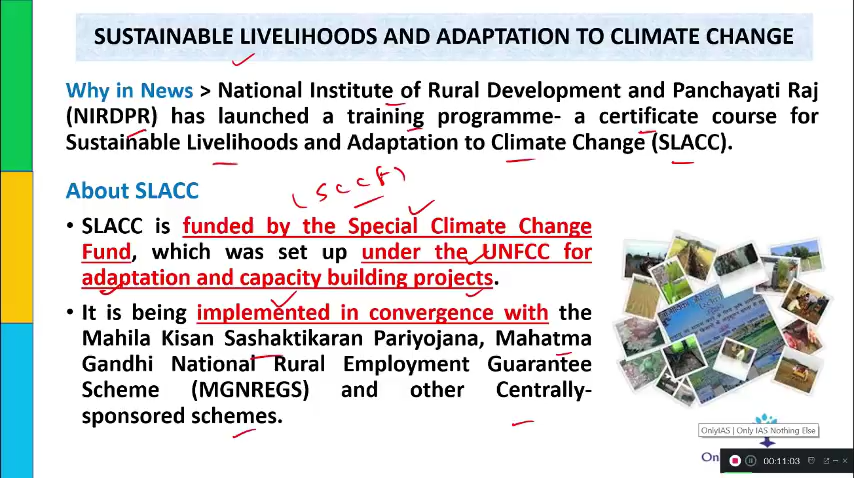 SUSTAINABLE LIVELIHOODS AND ADAPTATION TO CLIMATE CHANGE
Why in News > National Institute of Rural Development and Panchayati Raj
(NIRDPR) has launched a training programme- a certificate course for
Sustainable Livelihoods and Adaptation to Climate Change (SLACC).
About SLACC
(SCCF)
• SLACC is funded by the Special Climate Change
Fund, which was set up under the UNFCC for
adaptation and capacity building projects.
• It is being implemented in convergence with the
Mahila Kisan Sashaktikaran Pariyojana, Mahatma
Gandhi National Rural Employment Guarantee
Scheme (MGNREGS) and other Centrally-
sponsored schemes.
OnlyIAS | Only IAS Nothing Else
On
00:11:03